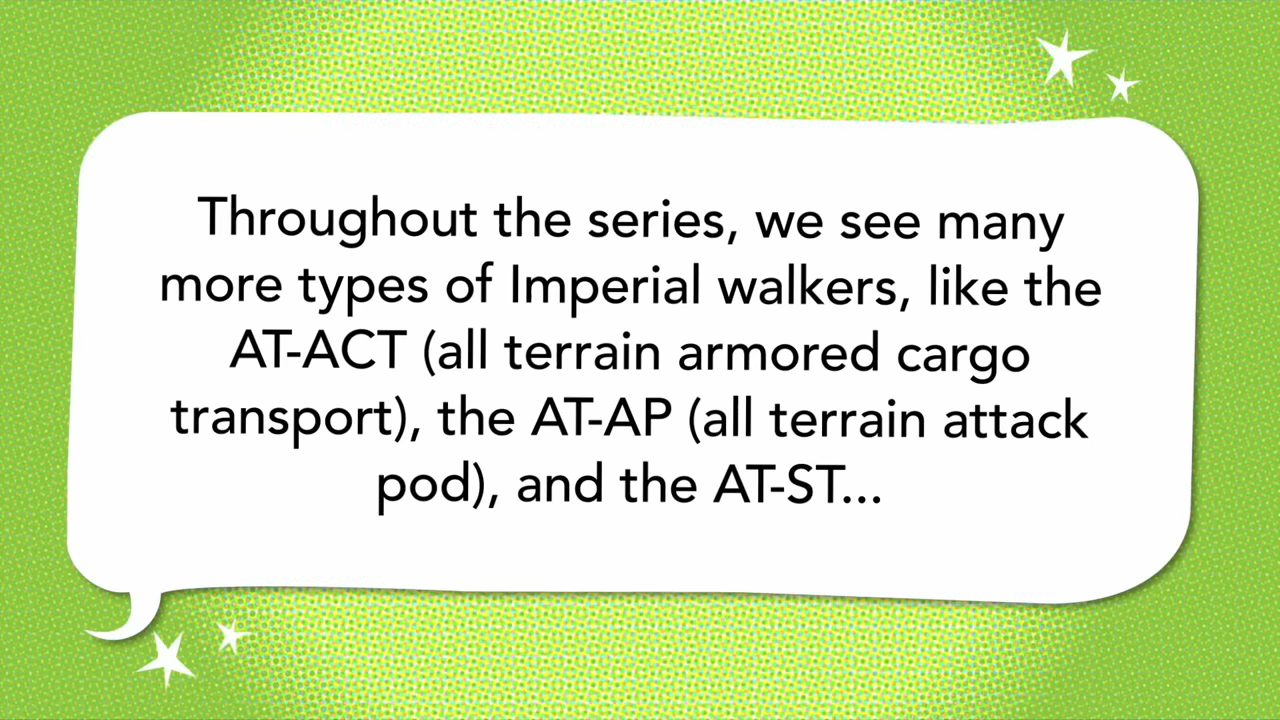 Throughout the series, we see many
more types of Imperial walkers, like the
AT-ACT (all terrain armored cargo
transport), the AT-AP (all terrain attack
pod), and the AT-ST...